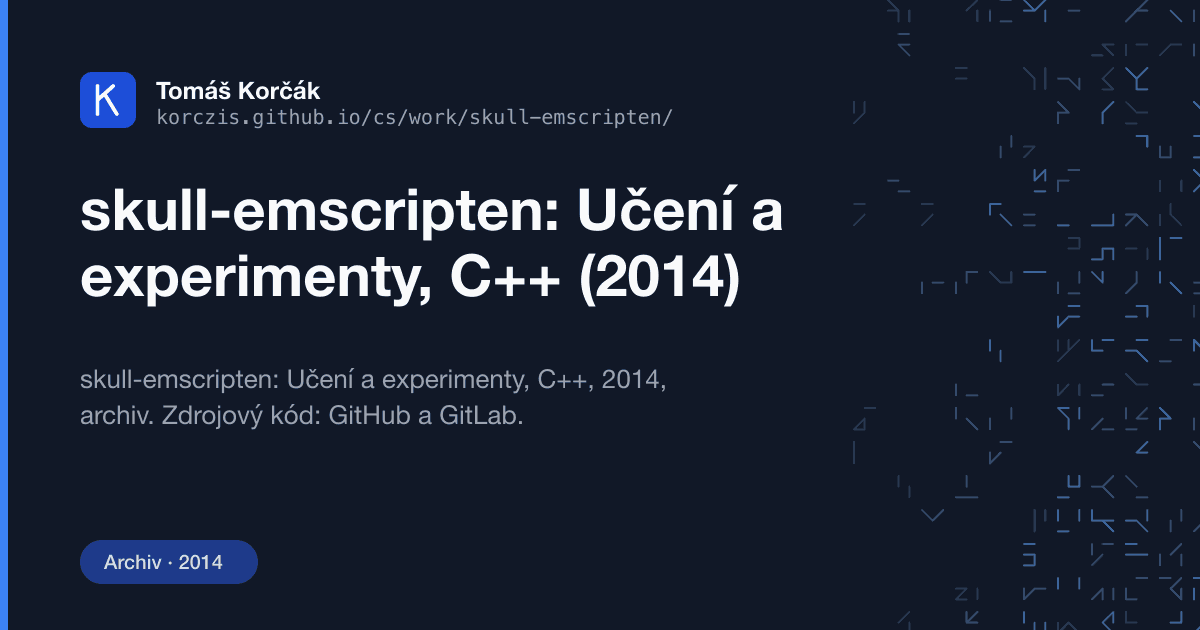 K
Tomáš Korčák
korczis.github.io/cs/work/skull-emscripten/
skull-emscripten: Učení a
experimenty, C++ (2014)
skull-emscripten: Učení a experimenty, C++, 2014,
archiv. Zdrojový kód: GitHub a GitLab.
Archiv · 2014